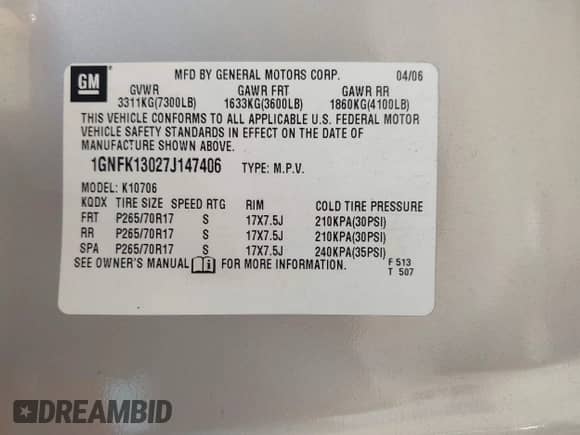 GM
MFD BY GENERAL MOTORS CORP. 04/06
GVWR GAWR FRT GAWR RR
3311KG(7300LB) 1633KG(3600LB) 1860KG(4100LB)
THIS VEHICLE CONFORMS TO ALL APPLICABLE U.S. FEDERAL MOTOR
VEHICLE SAFETY STANDARDS IN EFFECT ON THE DATE OF
MANUFACTURE SHOWN ABOVE.
1GNFK13027J147406 TYPE: M.P.V.
MODEL: K10706
KQDX TIRE SIZE SPEED RTG RIM COLD TIRE PRESSURE
FRT P265/70R17 S 17X7.5J 210KPA(30PSI)
RR P265/70R17 S 17X7.5J 210KPA(30PSI)
SPA P265/70R17 S 17X7.5J 240KPA(35PSI)
SEE OWNER'S MANUAL FOR MORE INFORMATION. F 513
T 507
DREAMBID